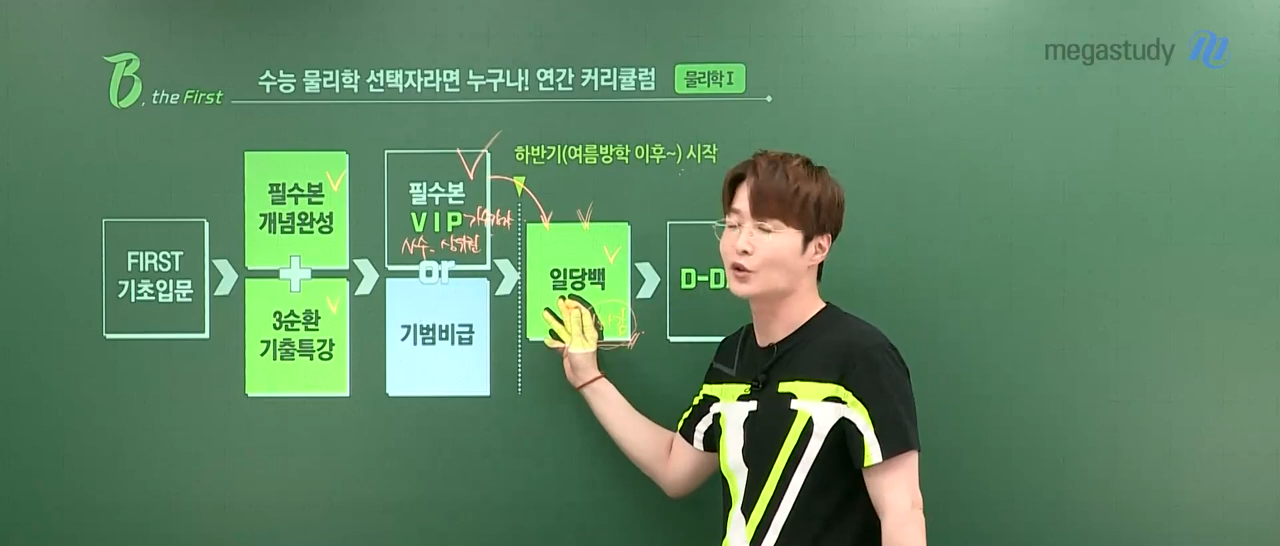 megastudy
B, the First
수능 물리학 선택자라면 누구나! 연간 커리큘럼 물리학 I
하반기(여름방학 이후~) 시작
FIRST
기초입문
필수본
개념완성
+
3순환
기출특강
필수본
VIP
or
기범비급
일당백